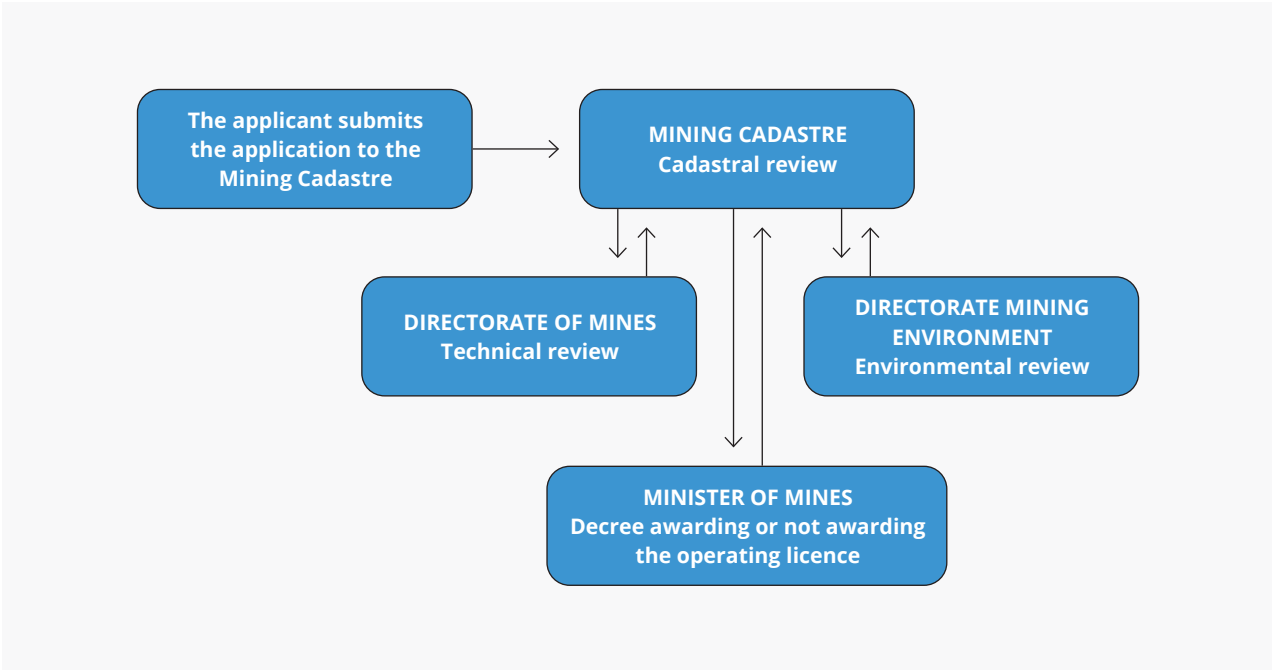 The applicant submits
the application to the
Mining Cadastre
MINING CADASTRE
Cadastral review
DIRECTORATE OF MINES
Technical review
DIRECTORATE MINING
ENVIRONMENT
Environmental review
MINISTER OF MINES
Decree awarding or not awarding
the operating licence